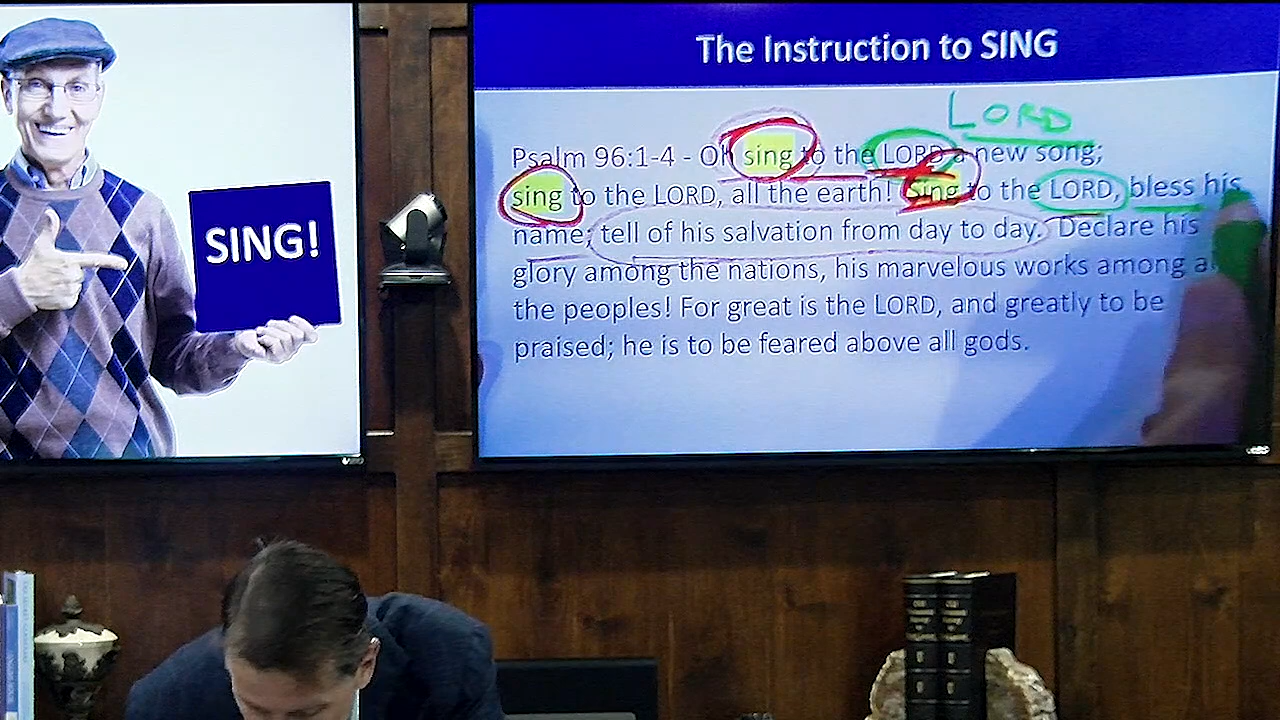 SING!
The Instruction to SING
LORD
Psalm 96:1-4 - Oh sing to the LORD a new song;
sing to the LORD, all the earth! Sing to the LORD, bless his
name; tell of his salvation from day to day. Declare his
glory among the nations, his marvelous works among
the peoples! For great is the LORD, and greatly to be
praised; he is to be feared above all gods.